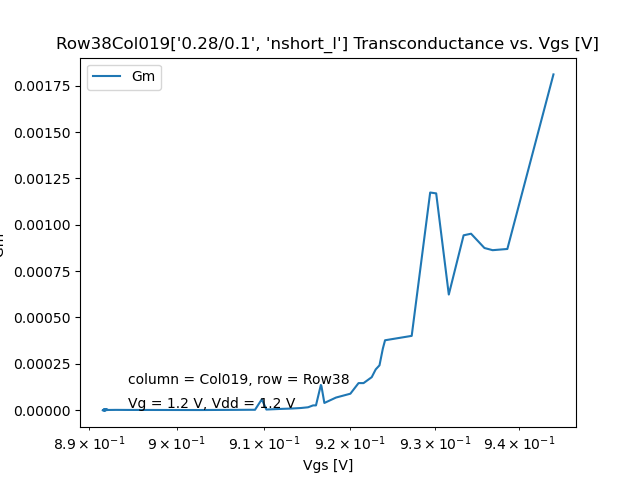 Row38Col019['0.28/0.1', 'nshort_l'] Transconductance vs. Vgs [V]
Gm
0.00175
0.00150
0.00125
0.00100
0.00075
0.00050
0.00025
0.00000
Gm
column = Col019, row = Row38
Vg = 1.2 V, Vdd = 1.2 V
8.9 × 10⁻¹ 9 × 10⁻¹ 9.1 × 10⁻¹ 9.2 × 10⁻¹ 9.3 × 10⁻¹ 9.4 × 10⁻¹
Vgs [V]